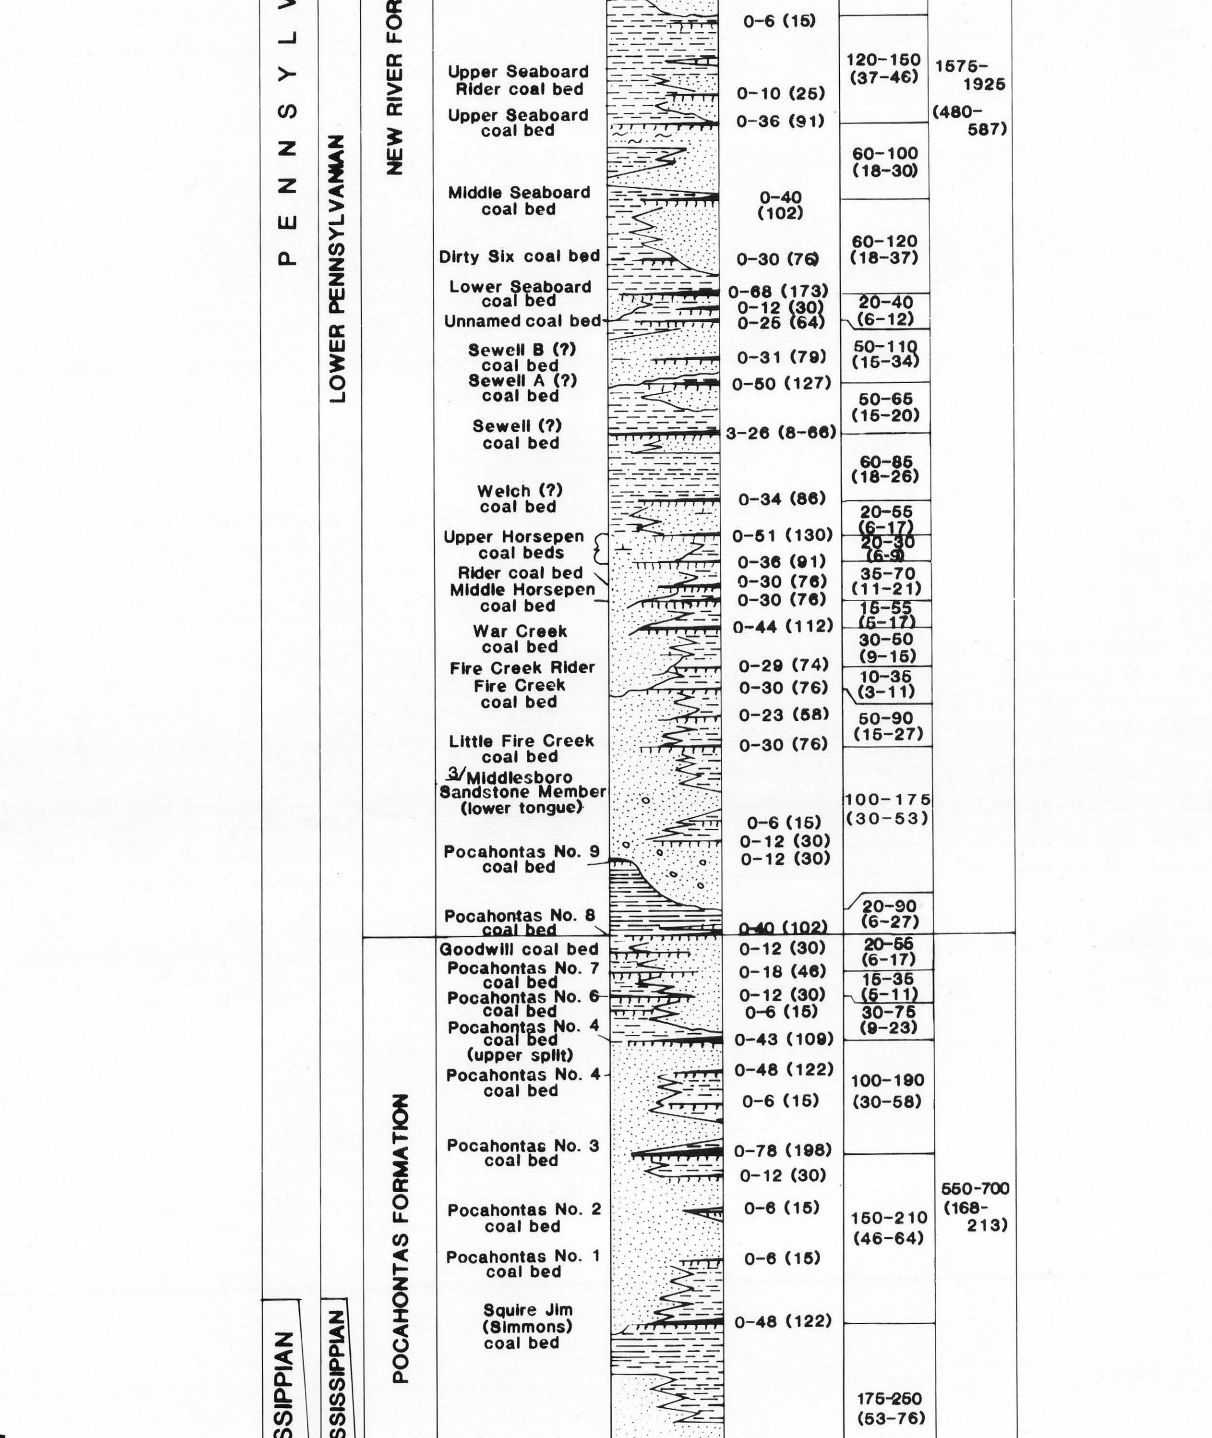 P E N N S Y L V
LOWER PENNSYLVANIAN
NEW RIVER FOR
Upper Seaboard
Rider coal bed
Upper Seaboard
coal bed
Middle Seaboard
coal bed
Dirty Six coal bed
Lower Seaboard
coal bed
Unnamed coal bed
Sewell B (?)
coal bed
Sewell A (?)
coal bed
Sewell (?)
coal bed
Welch (?)
coal bed
Upper Horsepen
coal beds
Rider coal bed
Middle Horsepen
coal bed
War Creek
coal bed
Fire Creek Rider
Fire Creek
coal bed
Little Fire Creek
coal bed
3/Middlesboro
Sandstone Member
(lower tongue)
Pocahontas No. 9
coal bed
Pocahontas No. 8
coal bed
Goodwill coal bed
Pocahontas No. 7
coal bed
Pocahontas No. 6
coal bed
Pocahontas No. 4
coal bed
(upper split)
Pocahontas No. 4
coal bed
Pocahontas No. 3
coal bed
Pocahontas No. 2
coal bed
Pocahontas No. 1
coal bed
Squire Jim
(Simmons)
coal bed
0-6 (15)
0-10 (25)
0-36 (91)
0-40
(102)
0-30 (76)
0-68 (173)
0-12 (30)
0-25 (64)
0-31 (79)
0-50 (127)
3-26 (8-66)
0-34 (86)
0-51 (130)
0-36 (91)
0-30 (76)
0-30 (76)
0-44 (112)
0-29 (74)
0-30 (76)
0-23 (58)
0-30 (76)
0-6 (15)
0-12 (30)
0-12 (30)
0-40 (102)
0-12 (30)
0-18 (46)
0-12 (30)
0-6 (15)
0-43 (109)
0-48 (122)
0-6 (15)
0-78 (198)
0-12 (30)
0-6 (15)
0-6 (15)
0-48 (122)
120-150
(37-46)
60-100
(18-30)
60-120
(18-37)
20-40
(6-12)
50-110
(15-34)
50-65
(15-20)
60-85
(18-26)
20-55
(6-17)
20-30
(6-9)
35-70
(11-21)
15-55
(5-17)
30-50
(9-15)
10-35
(3-11)
50-90
(15-27)
100-175
(30-53)
20-90
(6-27)
20-55
(6-17)
15-35
(5-11)
30-75
(9-23)
100-190
(30-58)
150-210
(46-64)
175-250
(53-76)
1575-
1925
(480-
587)
550-700
(168-
213)
POCAHONTAS FORMATION
SSIPPIAN
SSISSIPPIAN